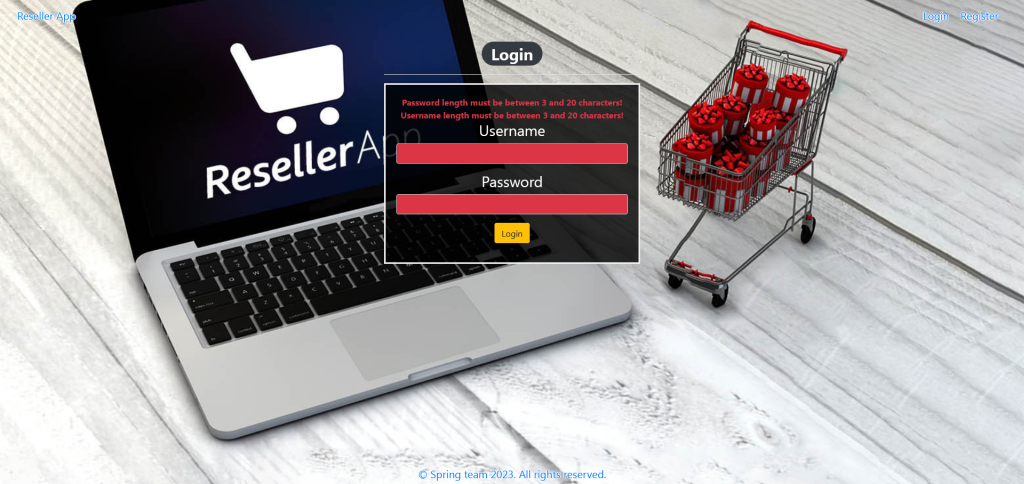 Reseller App
Login Register
Login
ResellerApp
Password length must be between 3 and 20 characters!
Username length must be between 3 and 20 characters!
Username
Password
Login
© Spring team 2023. All rights reserved.